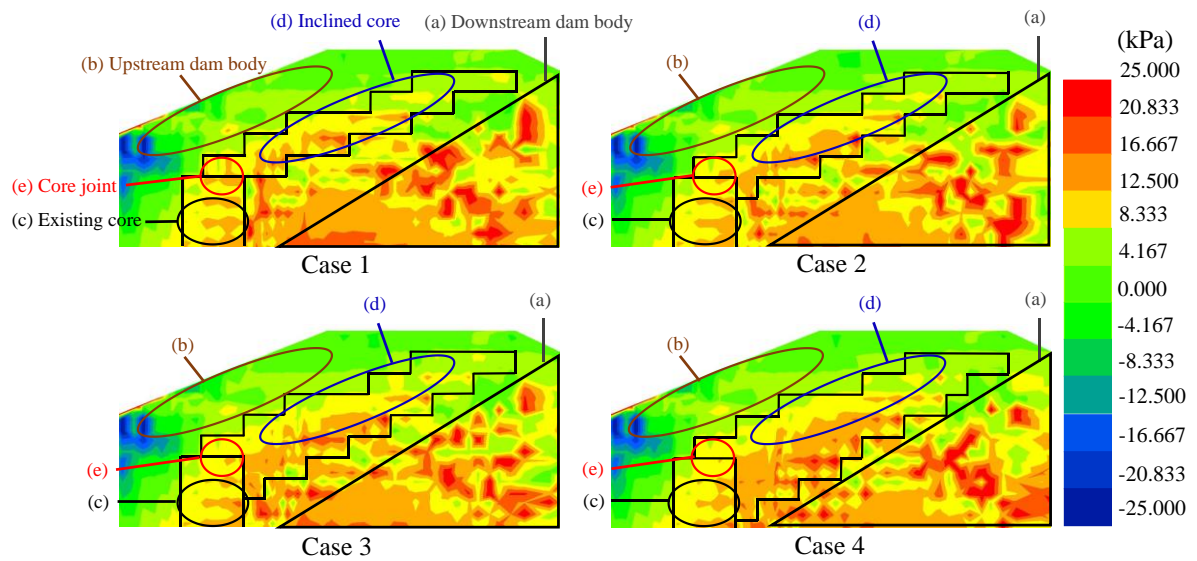 (d) Inclined core
(a) Downstream dam body
(b) Upstream dam body
(e) Core joint
(c) Existing core
Case 1
(d)
(a)
(b)
(e)
(c)
Case 2
(d)
(a)
(b)
(e)
(c)
Case 3
(d)
(a)
(b)
(e)
(c)
Case 4
(kPa)
25.000
20.833
16.667
12.500
8.333
4.167
0.000
-4.167
-8.333
-12.500
-16.667
-20.833
-25.000